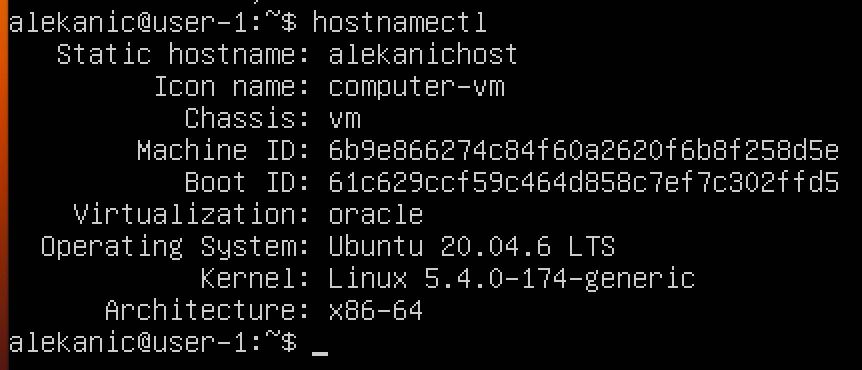 alekanic@user-1:~$ hostnamectl
Static hostname: alekanichost
Icon name: computer-vm
Chassis: vm
Machine ID: 6b9e866274c84f60a2620f6b8f258d5e
Boot ID: 61c629ccf59c464d858c7ef7c302ffd5
Virtualization: oracle
Operating System: Ubuntu 20.04.6 LTS
Kernel: Linux 5.4.0-174-generic
Architecture: x86-64
alekanic@user-1:~$ _